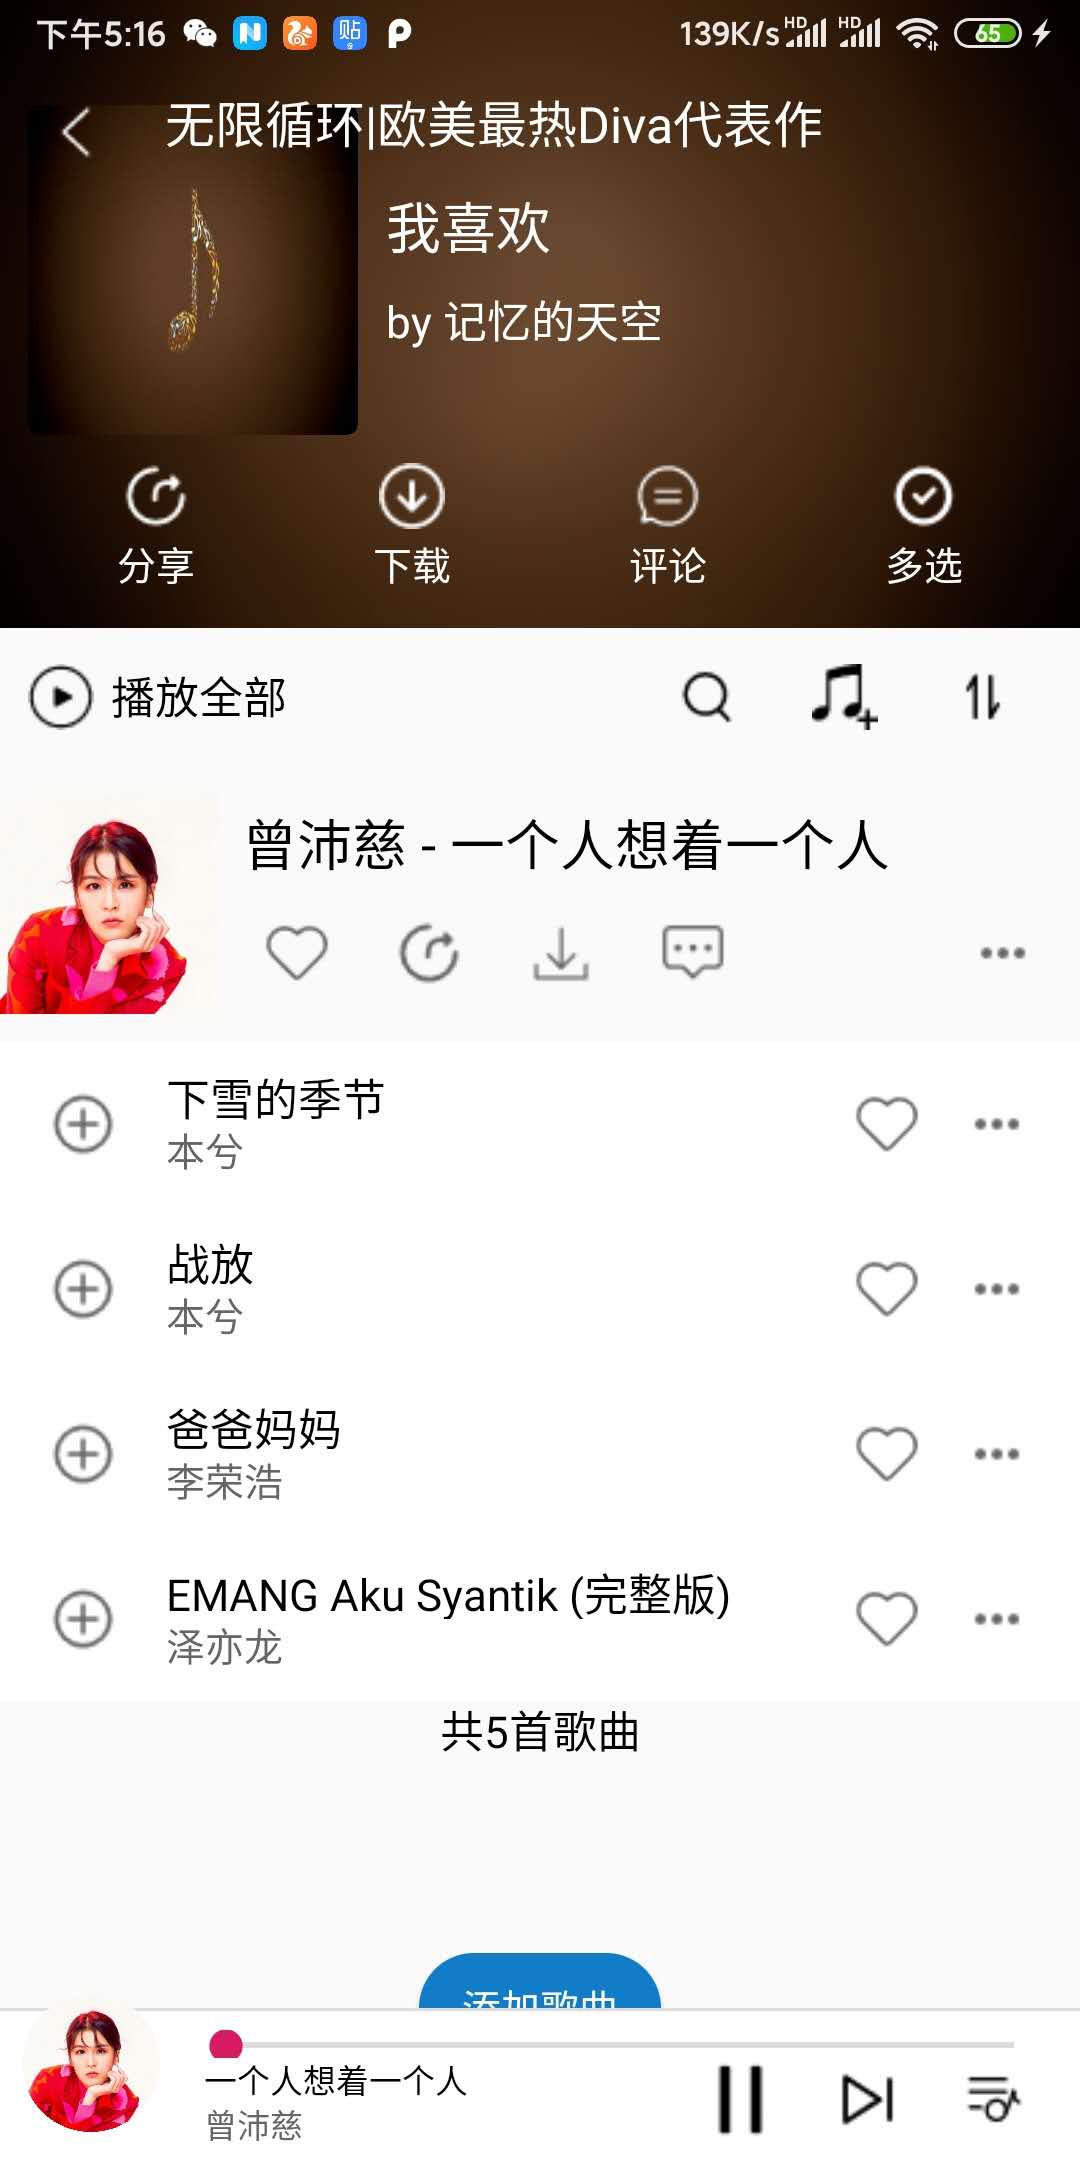 下午5:16 贴 139K/s HD HD 65
无限循环|欧美最热Diva代表作
我喜欢
by 记忆的天空
分享 下载 评论 多选
播放全部
曾沛慈 - 一个人想着一个人
下雪的季节
本兮
战放
本兮
爸爸妈妈
李荣浩
EMANG Aku Syantik (完整版)
泽亦龙
共5首歌曲
添加歌曲
一个人想着一个人
曾沛慈